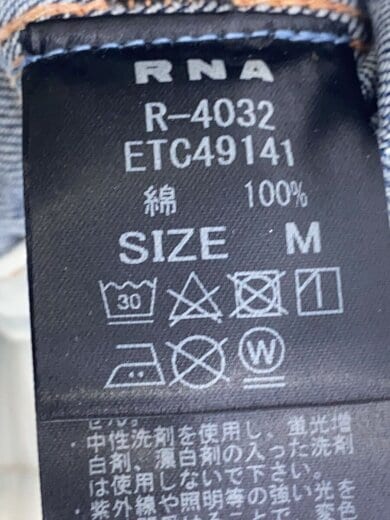 RNA
R-4032
ETC49141
綿 100%
SIZE M
30
W
せん。
・中性洗剤を使用し、蛍光増
白剤、漂白剤の入った洗剤
は使用しないで下さい。
・紫外線や照明等の強い光を